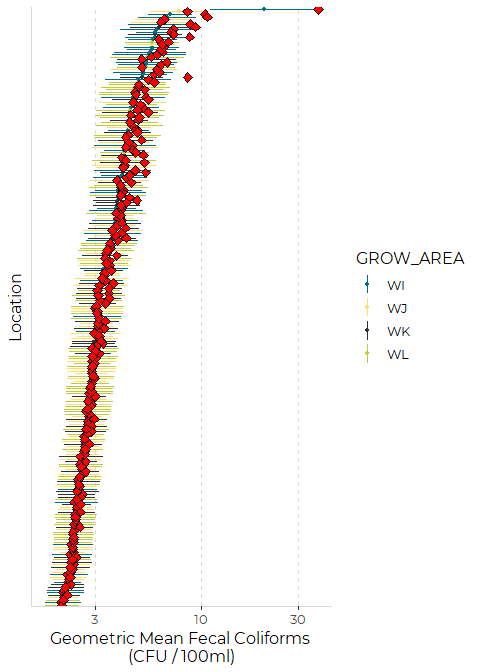 Location
3 10 30
Geometric Mean Fecal Coliforms
(CFU / 100ml)
GROW_AREA
WI
WJ
WK
WL